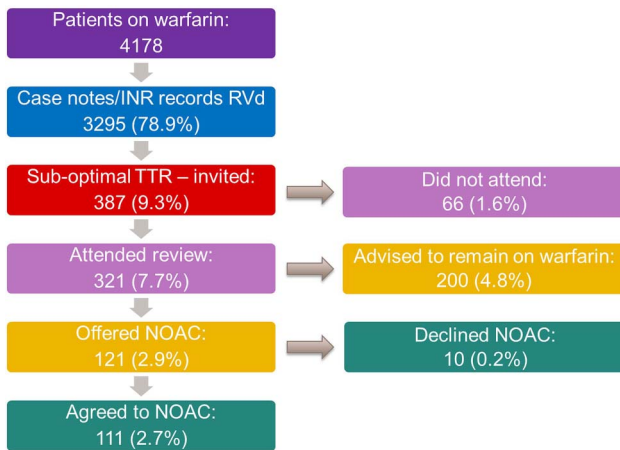 Patients on warfarin:
4178
Case notes/INR records RVd
3295 (78.9%)
Sub-optimal TTR – invited:
387 (9.3%)
Did not attend:
66 (1.6%)
Attended review:
321 (7.7%)
Advised to remain on warfarin:
200 (4.8%)
Offered NOAC:
121 (2.9%)
Declined NOAC:
10 (0.2%)
Agreed to NOAC:
111 (2.7%)